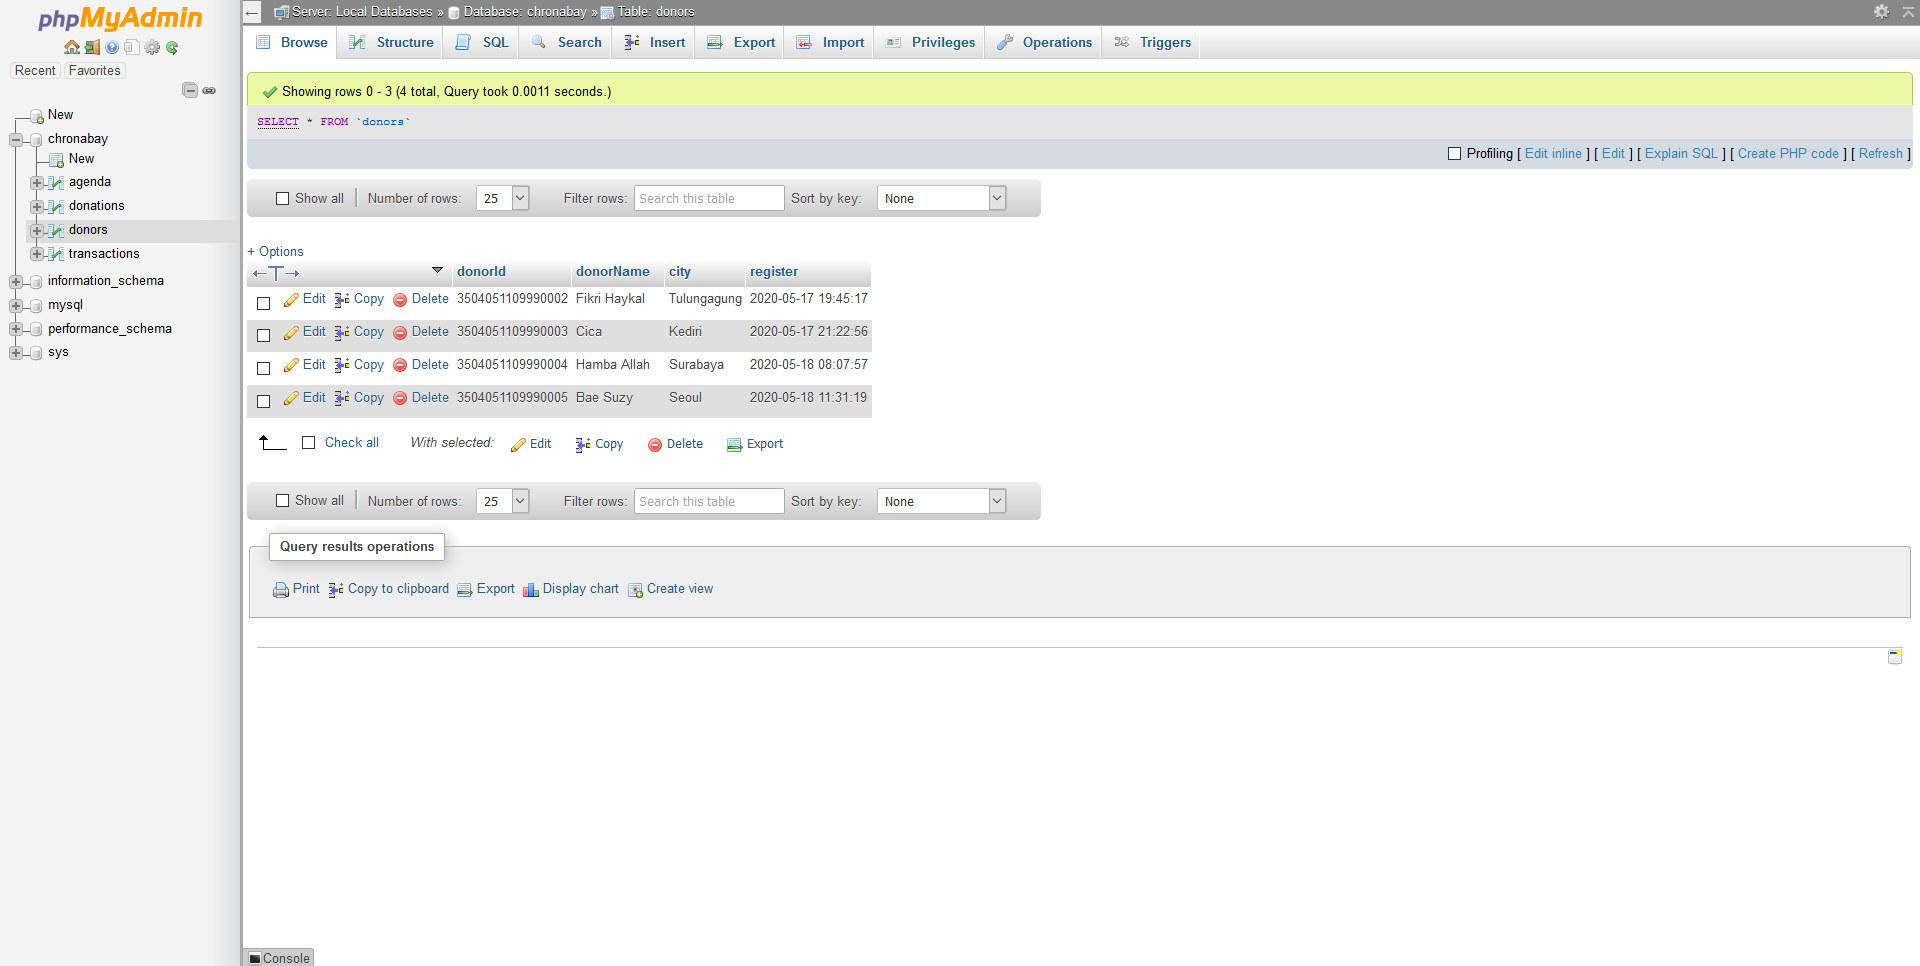 phpMyAdmin
Recent Favorites
New
chronabay
New
agenda
donations
donors
transactions
information_schema
mysql
performance_schema
sys
Server: Local Databases » Database: chronabay » Table: donors
Browse Structure SQL Search Insert Export Import Privileges Operations Triggers
Showing rows 0 - 3 (4 total, Query took 0.0011 seconds.)
SELECT * FROM `donors`
Profiling [ Edit inline ] [ Edit ] [ Explain SQL ] [ Create PHP code ] [ Refresh ]
Show all Number of rows: 25 Filter rows: Search this table Sort by key: None
+ Options
←T→ donorId donorName city register
Edit Copy Delete 3504051109990002 Fikri Haykal Tulungagung 2020-05-17 19:45:17
Edit Copy Delete 3504051109990003 Cica Kediri 2020-05-17 21:22:56
Edit Copy Delete 3504051109990004 Hamba Allah Surabaya 2020-05-18 08:07:57
Edit Copy Delete 3504051109990005 Bae Suzy Seoul 2020-05-18 11:31:19
Check all With selected: Edit Copy Delete Export
Show all Number of rows: 25 Filter rows: Search this table Sort by key: None
Query results operations
Print Copy to clipboard Export Display chart Create view
Console